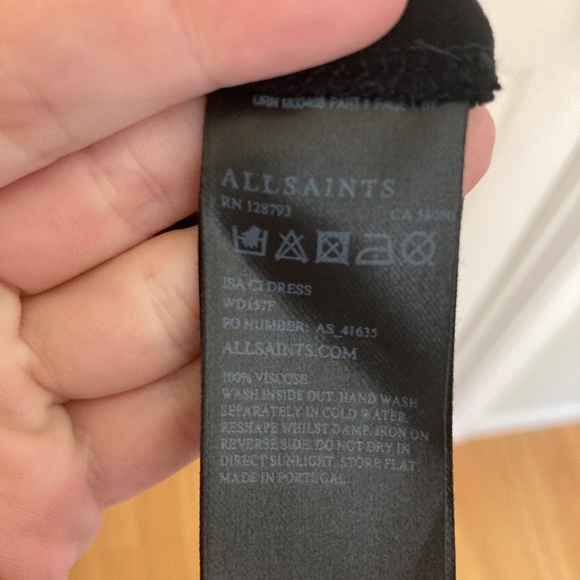 ALLSAINTS
RN 128793
CA
ISA CI DRESS
WD157F
PO NUMBER: AS_41635
ALLSAINTS.COM
100% VISCOSE
WASH INSIDE OUT. HAND WASH
SEPARATELY IN COLD WATER.
RESHAPE WHILST DAMP. IRON ON
REVERSE SIDE. DO NOT DRY IN
DIRECT SUNLIGHT. STORE FLAT.
MADE IN PORTUGAL